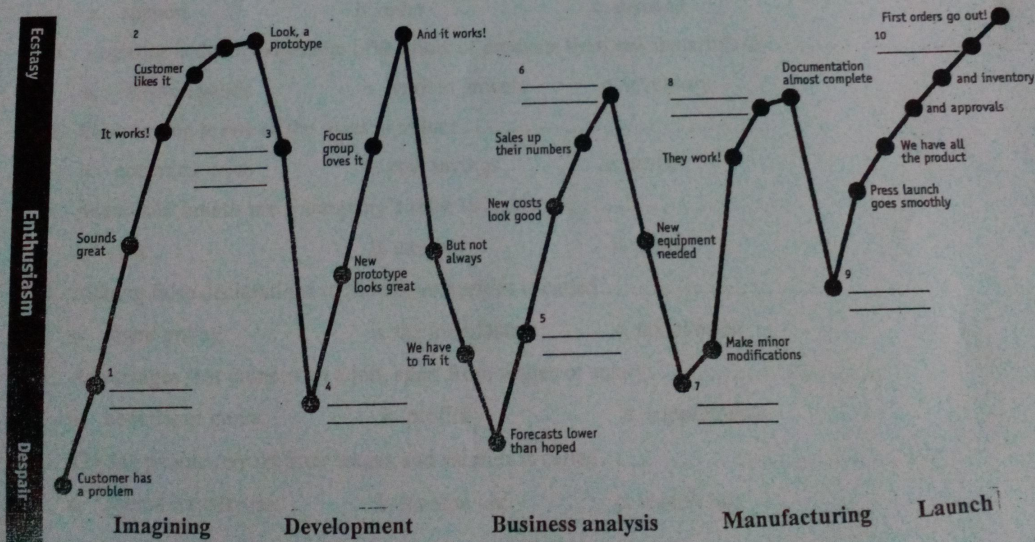 Ecstasy
Enthusiasm
Despair
Customer has
a problem
1
Sounds
great
It works!
Customer
likes it
2
Look, a
prototype
3
4
New
prototype
looks great
Focus
group
loves it
And it works!
But not
always
We have
to fix it
Forecasts lower
than hoped
5
New costs
look good
Sales up
their numbers
6
New
equipment
needed
7
Make minor
modifications
They work!
8
Documentation
almost complete
9
Press launch
goes smoothly
We have all
the product
and approvals
and inventory
10
First orders go out!
Imagining
Development
Business analysis
Manufacturing
Launch